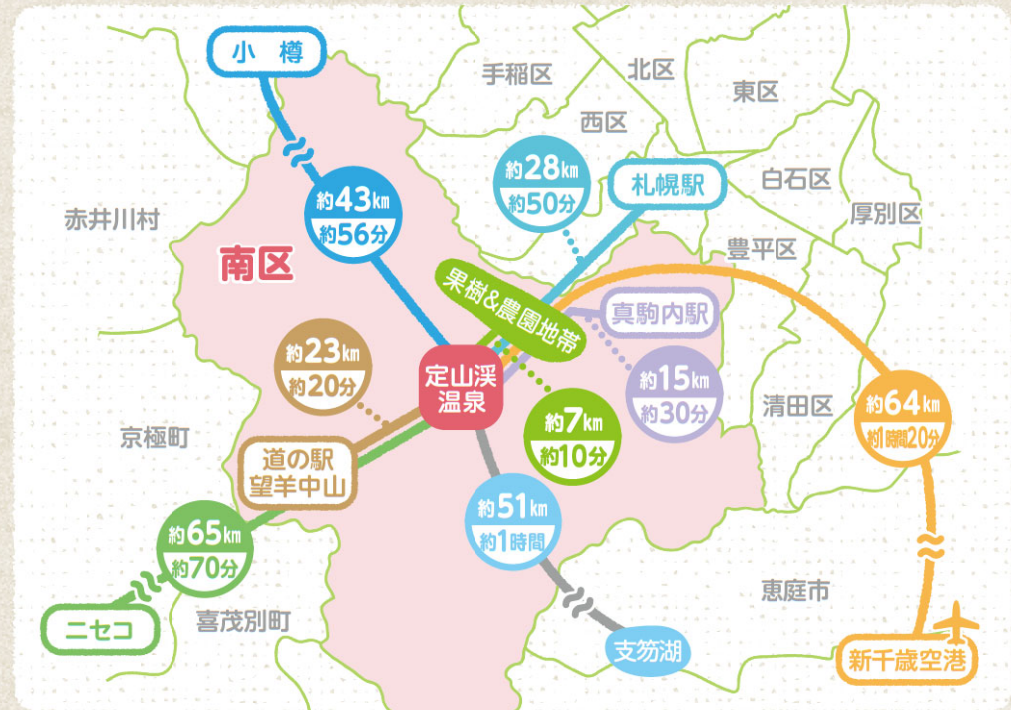 小 樽
手稲区
北区
東区
西区
約28km
約50分
札幌駅
白石区
厚別区
赤井川村
約43km
約56分
南区
豊平区
果樹&農園地帯
真駒内駅
約23km
約20分
定山渓
温泉
約15km
約30分
清田区
約64km
約1時間20分
約7km
約10分
京極町
道の駅
望羊中山
約51km
約1時間
約65km
約70分
恵庭市
喜茂別町
ニセコ
支笏湖
新千歳空港